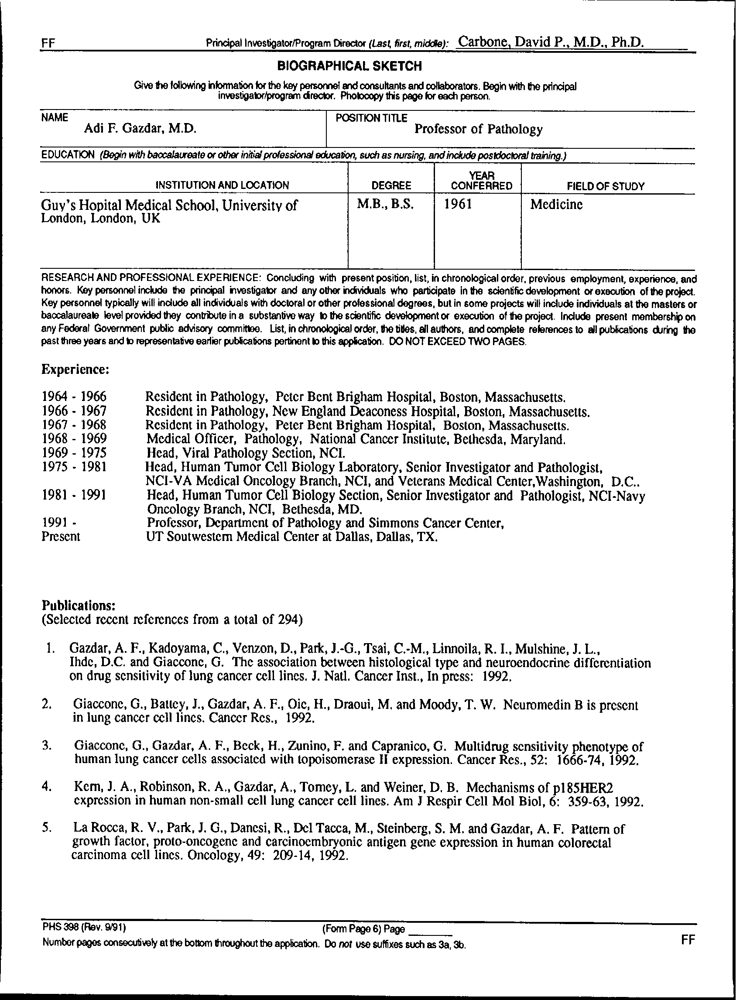 FF Principal Investigator/Program Director (Last, first, middle): Carbone, David P., M.D., Ph.D.
BIOGRAPHICAL SKETCH
Give the following information for the key personnel and consultants and collaborators. Begin with the principal
investigator/program director. Photocopy this page for each person.
NAME POSITION TITLE
Adi F. Gazdar, M.D. Professor of Pathology
EDUCATION (Begin with baccalaureate or other initial professional education, such as nursing, and include postdoctoral training.)
INSTITUTION AND LOCATION DEGREE YEAR CONFERRED FIELD OF STUDY
Guy's Hopital Medical School, University of M.B., B.S. 1961 Medicine
London, London, UK
RESEARCH AND PROFESSIONAL EXPERIENCE: Concluding with present position, list, in chronological order, previous employment, experience, and
honors. Key personnel include the principal investigator and any other individuals who participate in the scientific development or execution of the project.
Key personnel typically will include all individuals with doctoral or other professional degrees, but in some projects will include individuals at the masters or
baccalaureate level provided they contribute in a substantive way to the scientific development or execution of the project. Include present membership on
any Federal Government public advisory committee. List, in chronological order, the titles, all authors, and complete references to all publications during the
past three years and to representative earlier publications pertinent to this application. DO NOT EXCEED TWO PAGES.
Experience:
1964 - 1966 Resident in Pathology, Peter Bent Brigham Hospital, Boston, Massachusetts.
1966 - 1967 Resident in Pathology, New England Deaconess Hospital, Boston, Massachusetts.
1967 - 1968 Resident in Pathology, Peter Bent Brigham Hospital, Boston, Massachusetts.
1968 - 1969 Medical Officer, Pathology, National Cancer Institute, Bethesda, Maryland.
1969 - 1975 Head, Viral Pathology Section, NCI.
1975 - 1981 Head, Human Tumor Cell Biology Laboratory, Senior Investigator and Pathologist,
NCI-VA Medical Oncology Branch, NCI, and Veterans Medical Center,Washington, D.C..
1981 - 1991 Head, Human Tumor Cell Biology Section, Senior Investigator and Pathologist, NCI-Navy
Oncology Branch, NCI, Bethesda, MD.
1991 - Professor, Department of Pathology and Simmons Cancer Center,
Present UT Soutwestern Medical Center at Dallas, Dallas, TX.
Publications:
(Selected recent references from a total of 294)
1. Gazdar, A. F., Kadoyama, C., Venzon, D., Park, J.-G., Tsai, C.-M., Linnoila, R. I., Mulshine, J. L.,
Ihde, D.C. and Giaccone, G. The association between histological type and neuroendocrine differentiation
on drug sensitivity of lung cancer cell lines. J. Natl. Cancer Inst., In press: 1992.
2. Giaccone, G., Battey, J., Gazdar, A. F., Oie, H., Draoui, M. and Moody, T. W. Neuromedin B is present
in lung cancer cell lines. Cancer Res., 1992.
3. Giaccone, G., Gazdar, A. F., Beck, H., Zunino, F. and Capranico, G. Multidrug sensitivity phenotype of
human lung cancer cells associated with topoisomerase II expression. Cancer Res., 52: 1666-74, 1992.
4. Kern, J. A., Robinson, R. A., Gazdar, A., Torney, L. and Weiner, D. B. Mechanisms of p185HER2
expression in human non-small cell lung cancer cell lines. Am J Respir Cell Mol Biol, 6: 359-63, 1992.
5. La Rocca, R. V., Park, J. G., Danesi, R., Del Tacca, M., Steinberg, S. M. and Gazdar, A. F. Pattern of
growth factor, proto-oncogene and carcinoembryonic antigen gene expression in human colorectal
carcinoma cell lines. Oncology, 49: 209-14, 1992.
PHS 398 (Rev. 9/91) (Form Page 6) Page
Number pages consecutively at the bottom throughout the application. Do not use suffixes such as 3a, 3b. FF